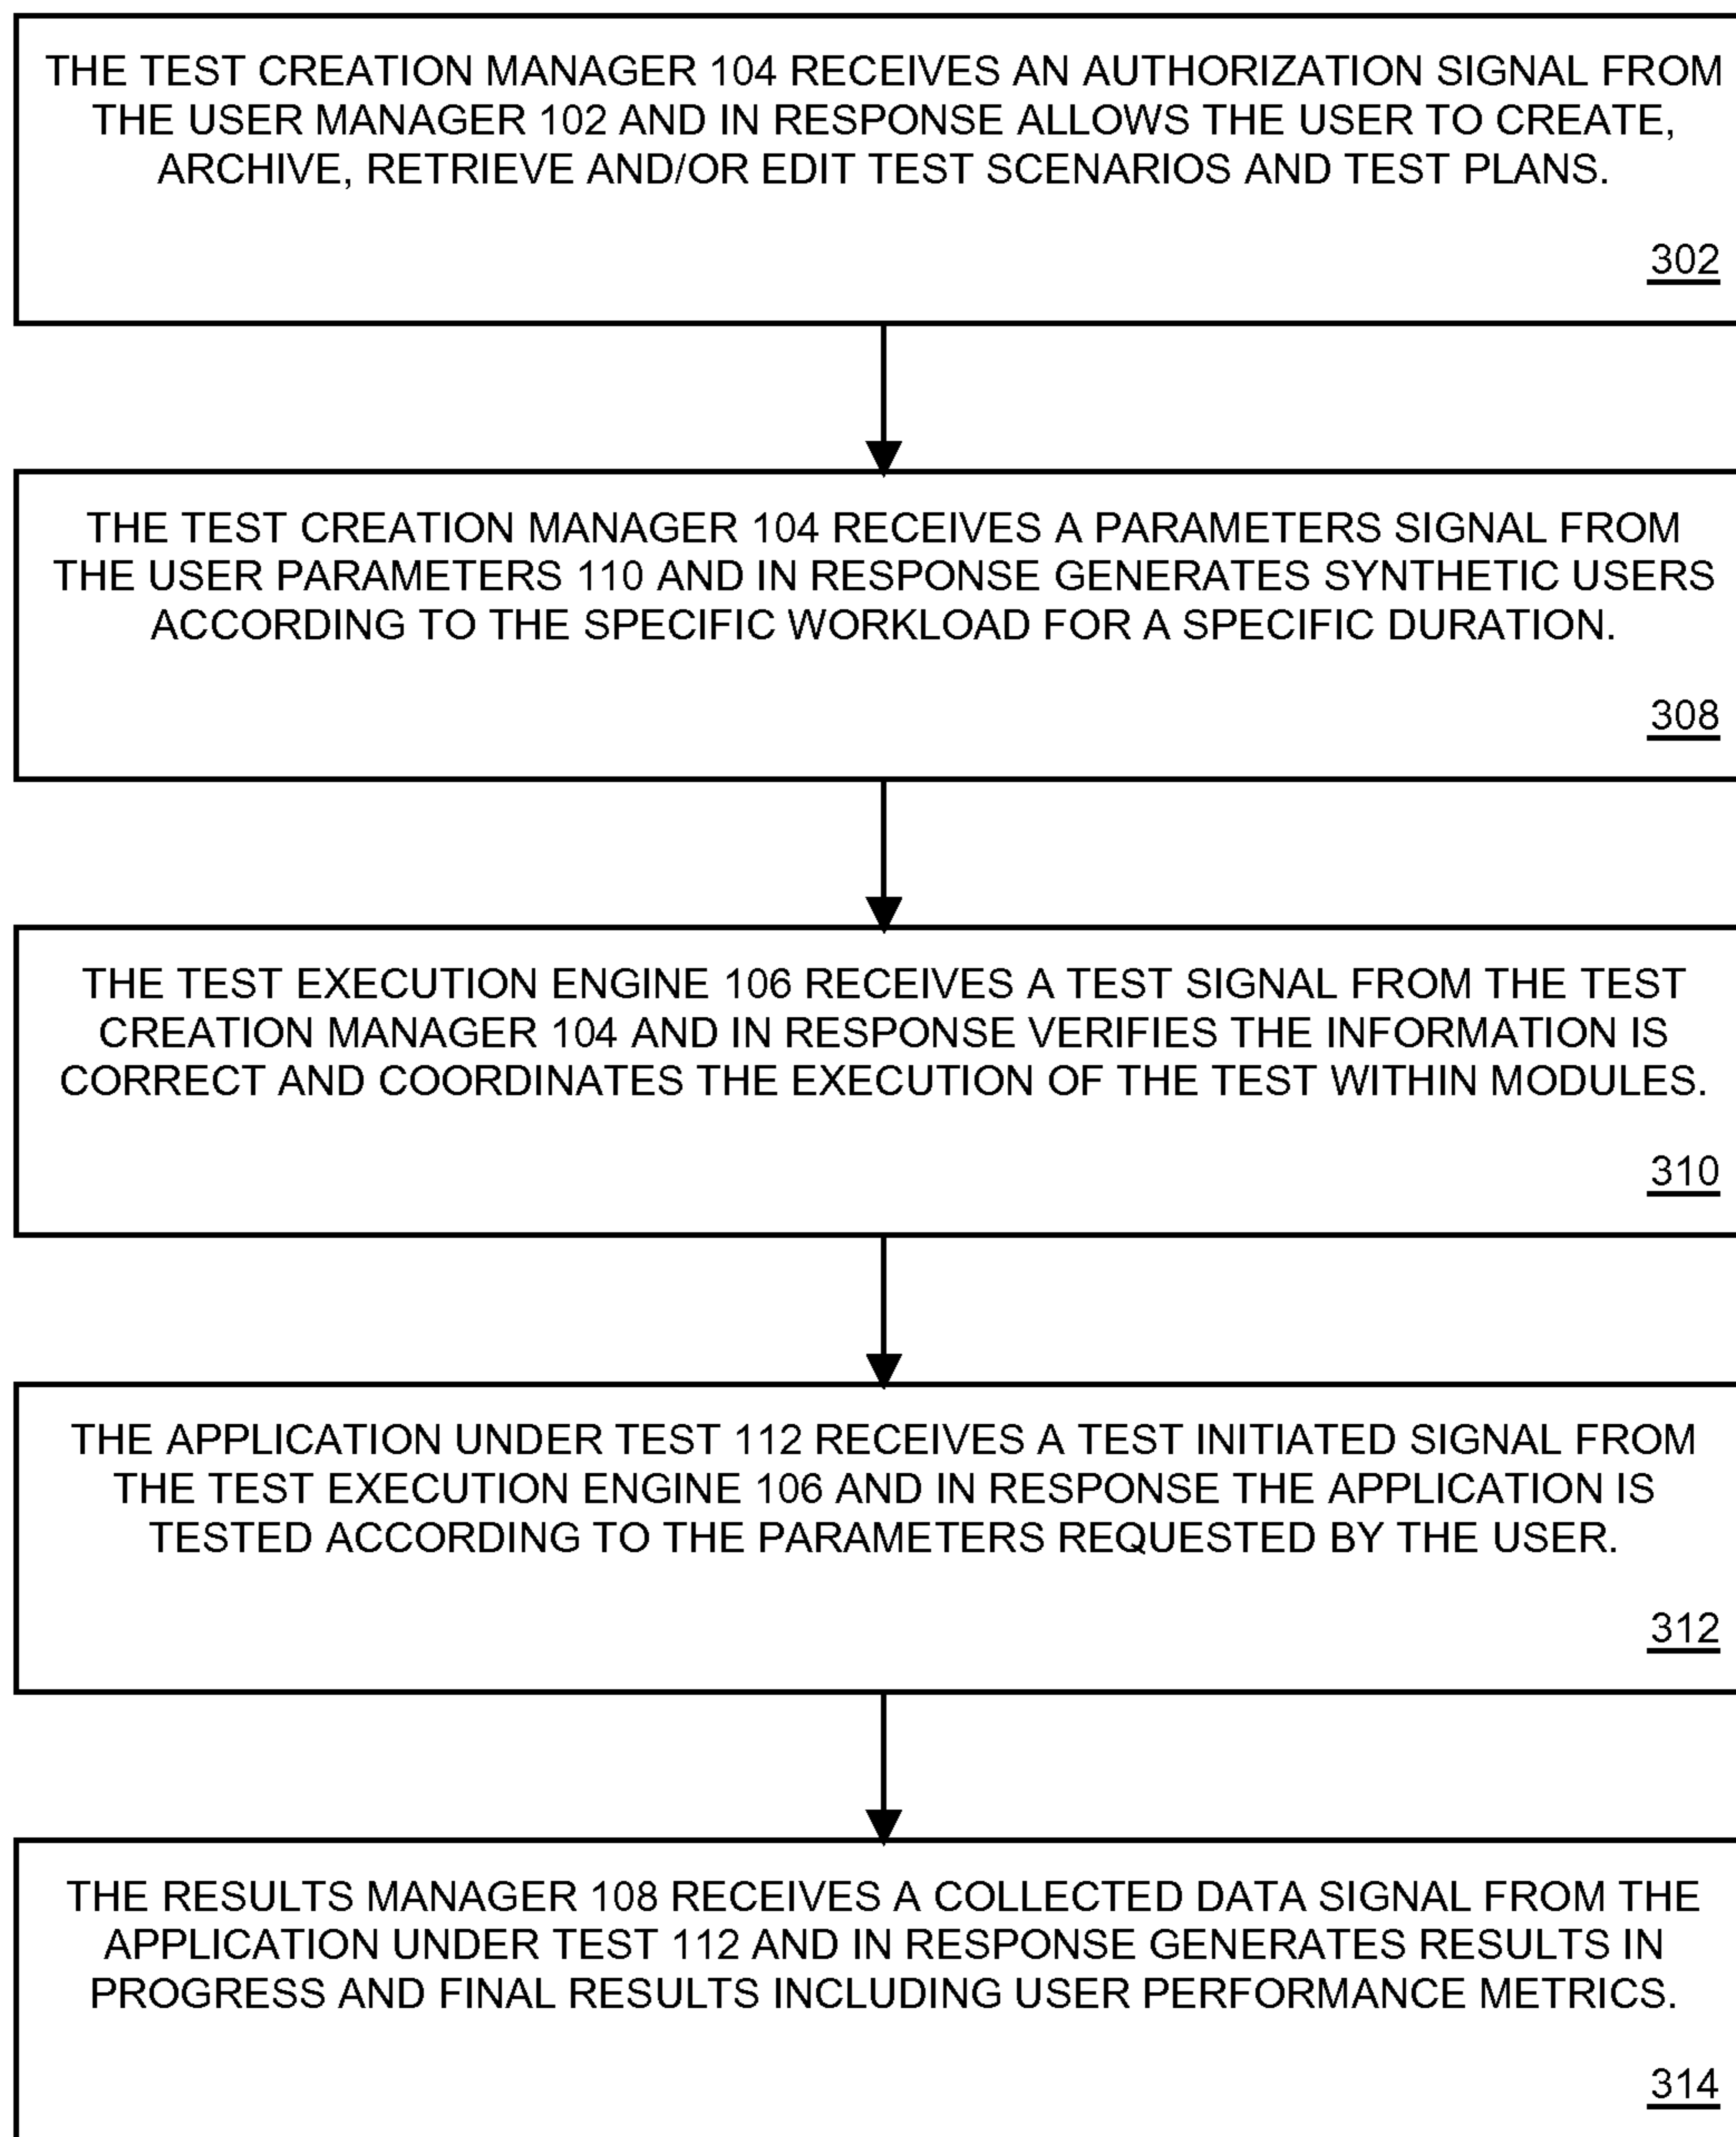 THE TEST CREATION MANAGER 104 RECEIVES AN AUTHORIZATION SIGNAL FROM
THE USER MANAGER 102 AND IN RESPONSE ALLOWS THE USER TO CREATE,
ARCHIVE, RETRIEVE AND/OR EDIT TEST SCENARIOS AND TEST PLANS.
302
THE TEST CREATION MANAGER 104 RECEIVES A PARAMETERS SIGNAL FROM
THE USER PARAMETERS 110 AND IN RESPONSE GENERATES SYNTHETIC USERS
ACCORDING TO THE SPECIFIC WORKLOAD FOR A SPECIFIC DURATION.
308
THE TEST EXECUTION ENGINE 106 RECEIVES A TEST SIGNAL FROM THE TEST
CREATION MANAGER 104 AND IN RESPONSE VERIFIES THE INFORMATION IS
CORRECT AND COORDINATES THE EXECUTION OF THE TEST WITHIN MODULES.
310
THE APPLICATION UNDER TEST 112 RECEIVES A TEST INITIATED SIGNAL FROM
THE TEST EXECUTION ENGINE 106 AND IN RESPONSE THE APPLICATION IS
TESTED ACCORDING TO THE PARAMETERS REQUESTED BY THE USER.
312
THE RESULTS MANAGER 108 RECEIVES A COLLECTED DATA SIGNAL FROM THE
APPLICATION UNDER TEST 112 AND IN RESPONSE GENERATES RESULTS IN
PROGRESS AND FINAL RESULTS INCLUDING USER PERFORMANCE METRICS.
314